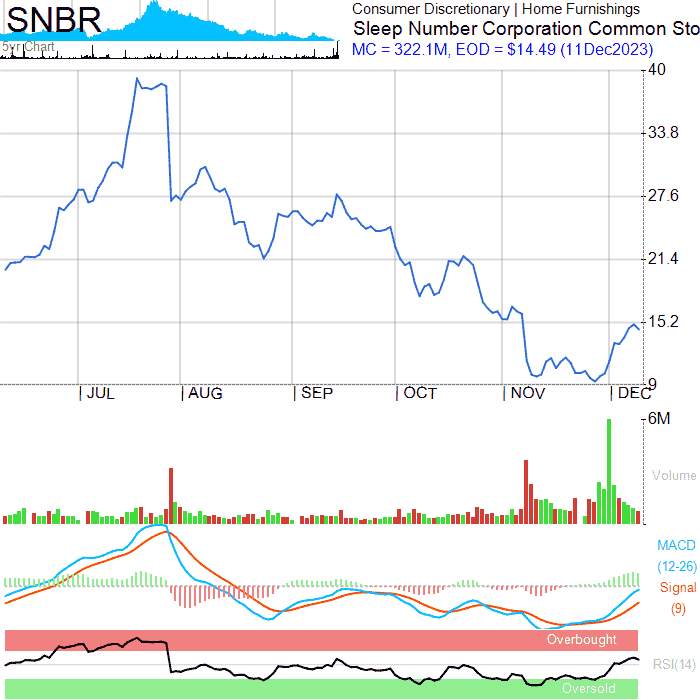 SNBR
5yr Chart
Consumer Discretionary | Home Furnishings
Sleep Number Corporation Common Sto
MC = 322.1M, EOD = $14.49 (11Dec2023)
40
33.8
27.6
21.4
15.2
9
JUL AUG SEP OCT NOV DEC
6M
Volume
MACD
(12-26)
Signal
(9)
Overbought
RSI(14)
Oversold